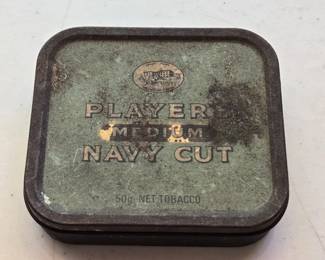 PLAYER'S
MEDIUM
NAVY CUT
50g NET TOBACCO